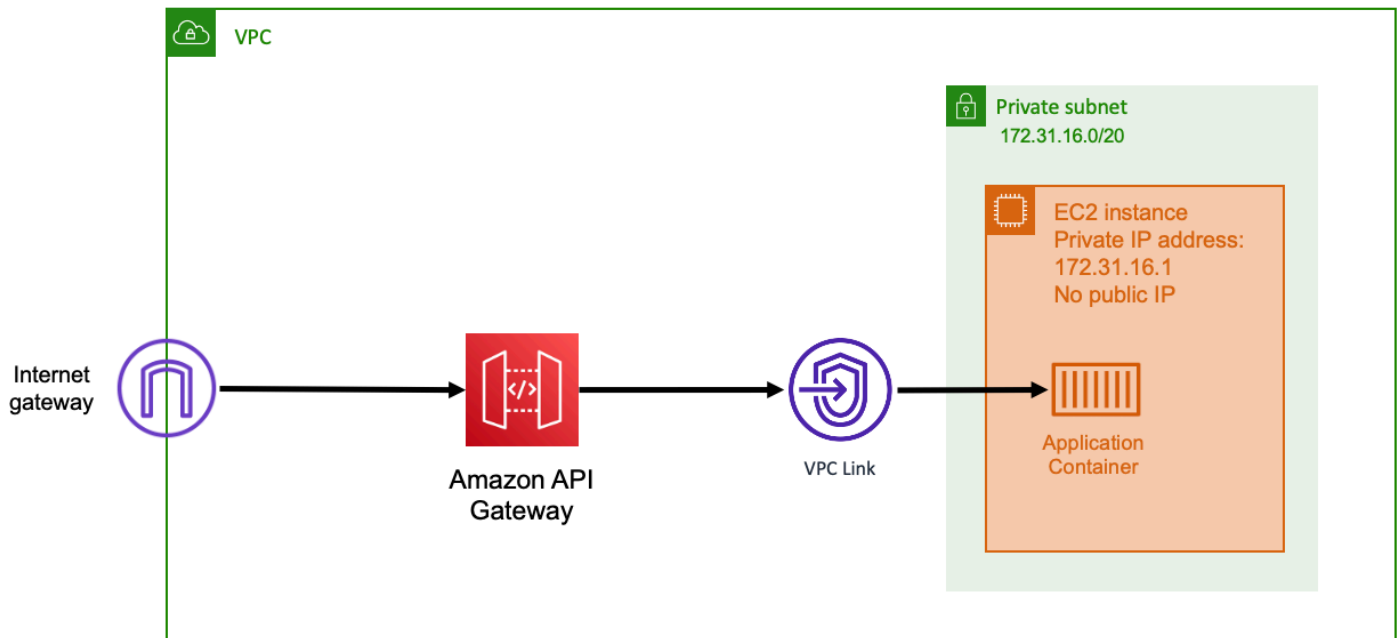 VPC
Private subnet
172.31.16.0/20
EC2 instance
Private IP address:
172.31.16.1
No public IP
Internet
gateway
</>
Amazon API
Gateway
VPC Link
Application
Container